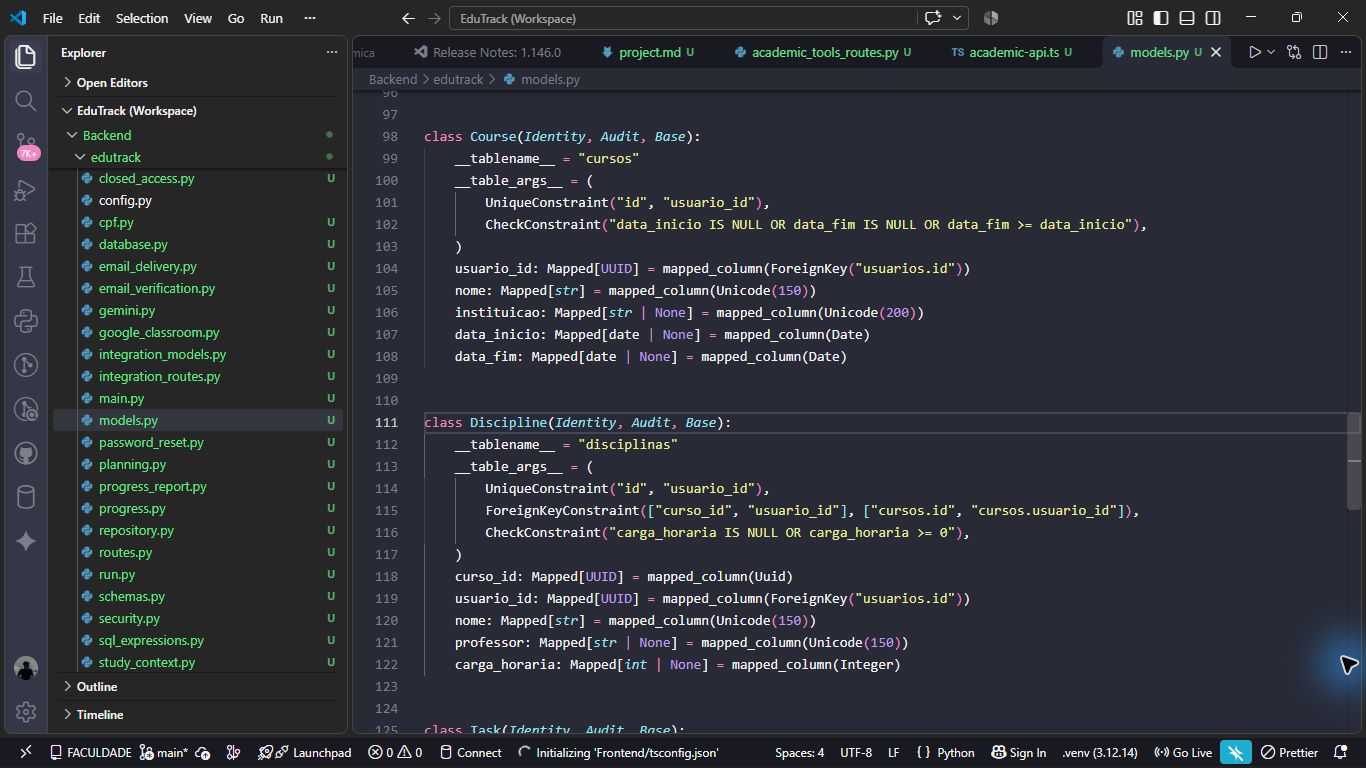 File Edit Selection View Go Run ··· EduTrack (Workspace)
Explorer ···
Open Editors
EduTrack (Workspace)
Backend
edutrack
closed_access.py U
config.py
cpf.py U
database.py U
email_delivery.py U
email_verification.py U
gemini.py U
google_classroom.py U
integration_models.py U
integration_routes.py U
main.py U
models.py U
password_reset.py U
planning.py U
progress_report.py U
progress.py U
repository.py U
routes.py U
run.py U
schemas.py U
security.py U
sql_expressions.py U
study_context.py U
Outline
Timeline
7K+
mica Release Notes: 1.146.0 project.md U academic_tools_routes.py U TS academic-api.ts U models.py U
Backend > edutrack > models.py
96
97
98 class Course(Identity, Audit, Base):
99 __tablename__ = "cursos"
100 __table_args__ = (
101 UniqueConstraint("id", "usuario_id"),
102 CheckConstraint("data_inicio IS NULL OR data_fim IS NULL OR data_fim >= data_inicio"),
103 )
104 usuario_id: Mapped[UUID] = mapped_column(ForeignKey("usuarios.id"))
105 nome: Mapped[str] = mapped_column(Unicode(150))
106 instituicao: Mapped[str | None] = mapped_column(Unicode(200))
107 data_inicio: Mapped[date | None] = mapped_column(Date)
108 data_fim: Mapped[date | None] = mapped_column(Date)
109
110
111 class Discipline(Identity, Audit, Base):
112 __tablename__ = "disciplinas"
113 __table_args__ = (
114 UniqueConstraint("id", "usuario_id"),
115 ForeignKeyConstraint(["curso_id", "usuario_id"], ["cursos.id", "cursos.usuario_id"]),
116 CheckConstraint("carga_horaria IS NULL OR carga_horaria >= 0"),
117 )
118 curso_id: Mapped[UUID] = mapped_column(Uuid)
119 usuario_id: Mapped[UUID] = mapped_column(ForeignKey("usuarios.id"))
120 nome: Mapped[str] = mapped_column(Unicode(150))
121 professor: Mapped[str | None] = mapped_column(Unicode(150))
122 carga_horaria: Mapped[int | None] = mapped_column(Integer)
123
124
125 class Task(Identity, Audit, Base):
FACULDADE main* Launchpad 0 0 Connect Initializing 'Frontend/tsconfig.json' Spaces: 4 UTF-8 LF {} Python Sign In .venv (3.12.14) Go Live Prettier